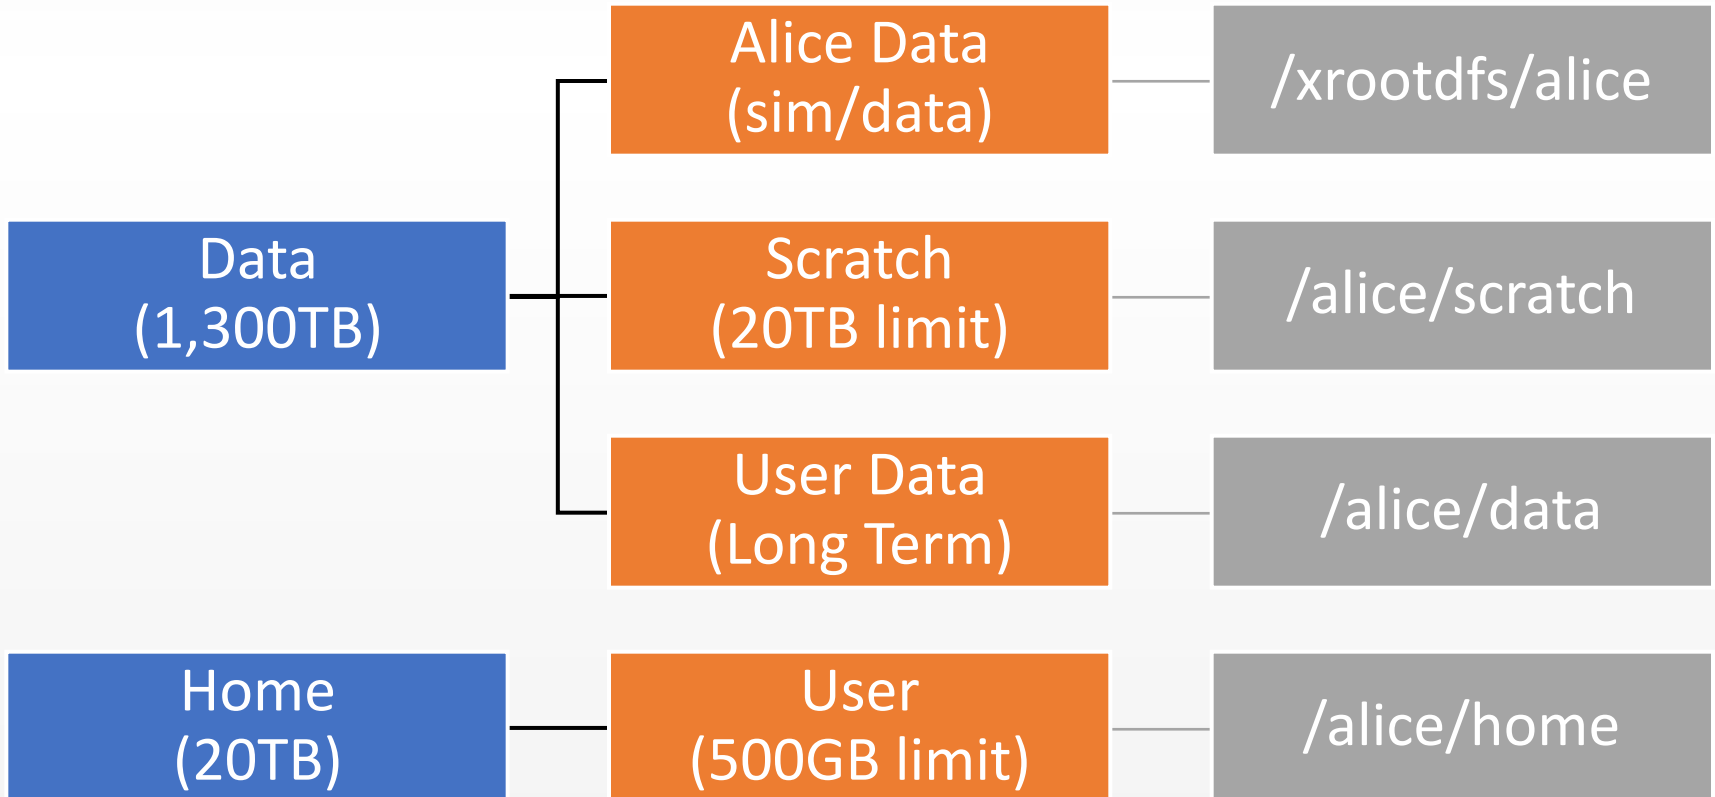 Alice Data
(sim/data)
/xrootdfs/alice
Data
(1,300TB)
Scratch
(20TB limit)
/alice/scratch
User Data
(Long Term)
/alice/data
Home
(20TB)
User
(500GB limit)
/alice/home